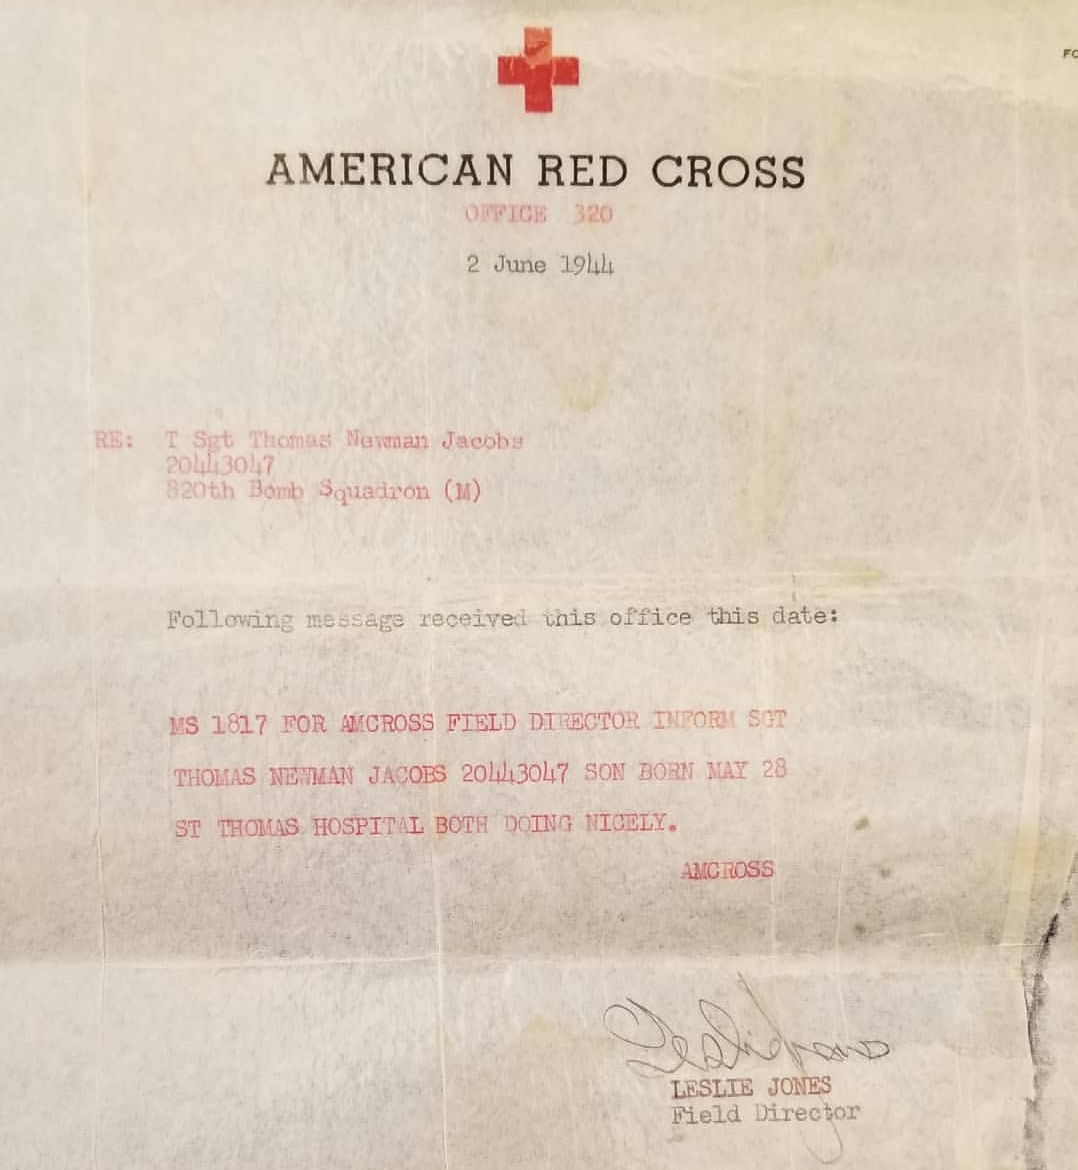 FO
AMERICAN RED CROSS
OFFICE 320
2 June 1944
RE: T Sgt Thomas Newman Jacobs
20443047
820th Bomb Squadron (M)
Following message received this office this date:
MS 1817 FOR AMCROSS FIELD DIRECTOR INFORM SGT
THOMAS NEWMAN JACOBS 20443047 SON BORN MAY 28
ST THOMAS HOSPITAL BOTH DOING NICELY.
AMCROSS
Leslie Jones
LESLIE JONES
Field Director